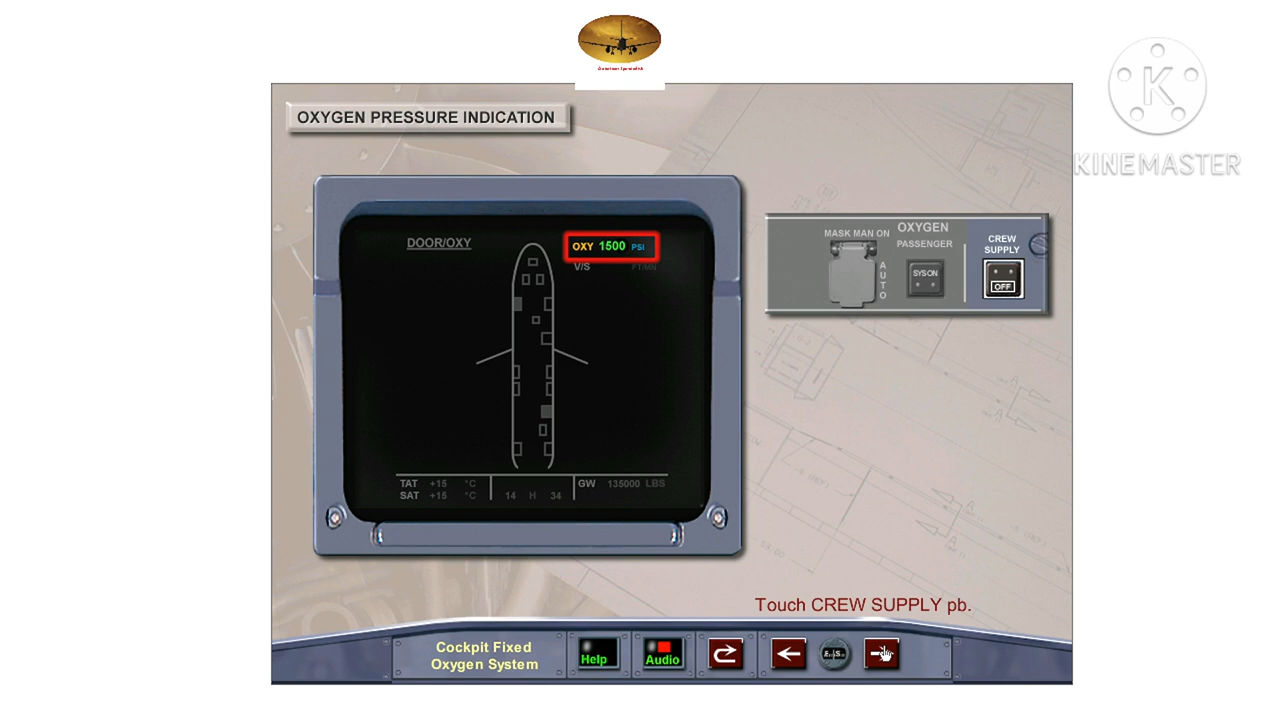 KINEMASTER
OXYGEN PRESSURE INDICATION
DOOR/OXY
OXY 1500 PSI
V/S FT/MN
OXYGEN
MASK MAN ON
PASSENGER
CREW
SUPPLY
AUTO
SYS ON
OFF
TAT +15 °C
SAT +15 °C
14 H 34
GW 135000 LBS
Touch CREW SUPPLY pb.
Cockpit Fixed
Oxygen System
Help
Audio